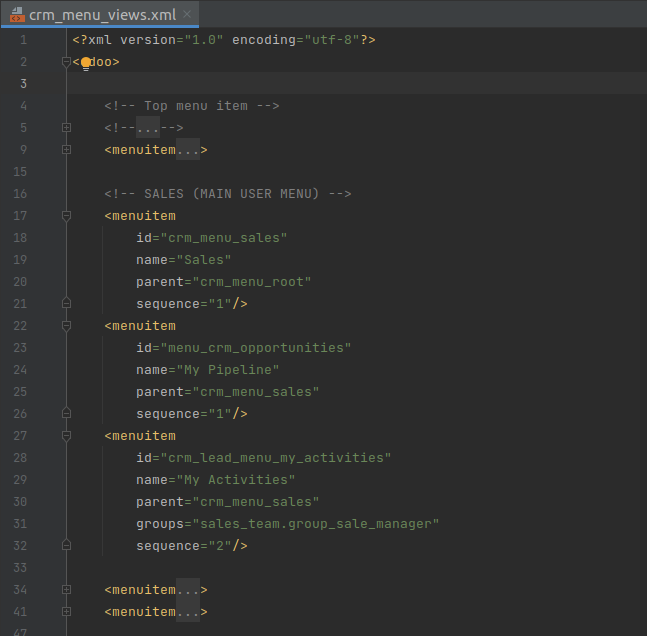 crm_menu_views.xml
1 <?xml version="1.0" encoding="utf-8"?>
2 <doo>
3
4 <!-- Top menu item -->
5 <!--...-->
9 <menuitem...>
15
16 <!-- SALES (MAIN USER MENU) -->
17 <menuitem
18 id="crm_menu_sales"
19 name="Sales"
20 parent="crm_menu_root"
21 sequence="1"/>
22 <menuitem
23 id="menu_crm_opportunities"
24 name="My Pipeline"
25 parent="crm_menu_sales"
26 sequence="1"/>
27 <menuitem
28 id="crm_lead_menu_my_activities"
29 name="My Activities"
30 parent="crm_menu_sales"
31 groups="sales_team.group_sale_manager"
32 sequence="2"/>
33
34 <menuitem...>
41 <menuitem...>
47